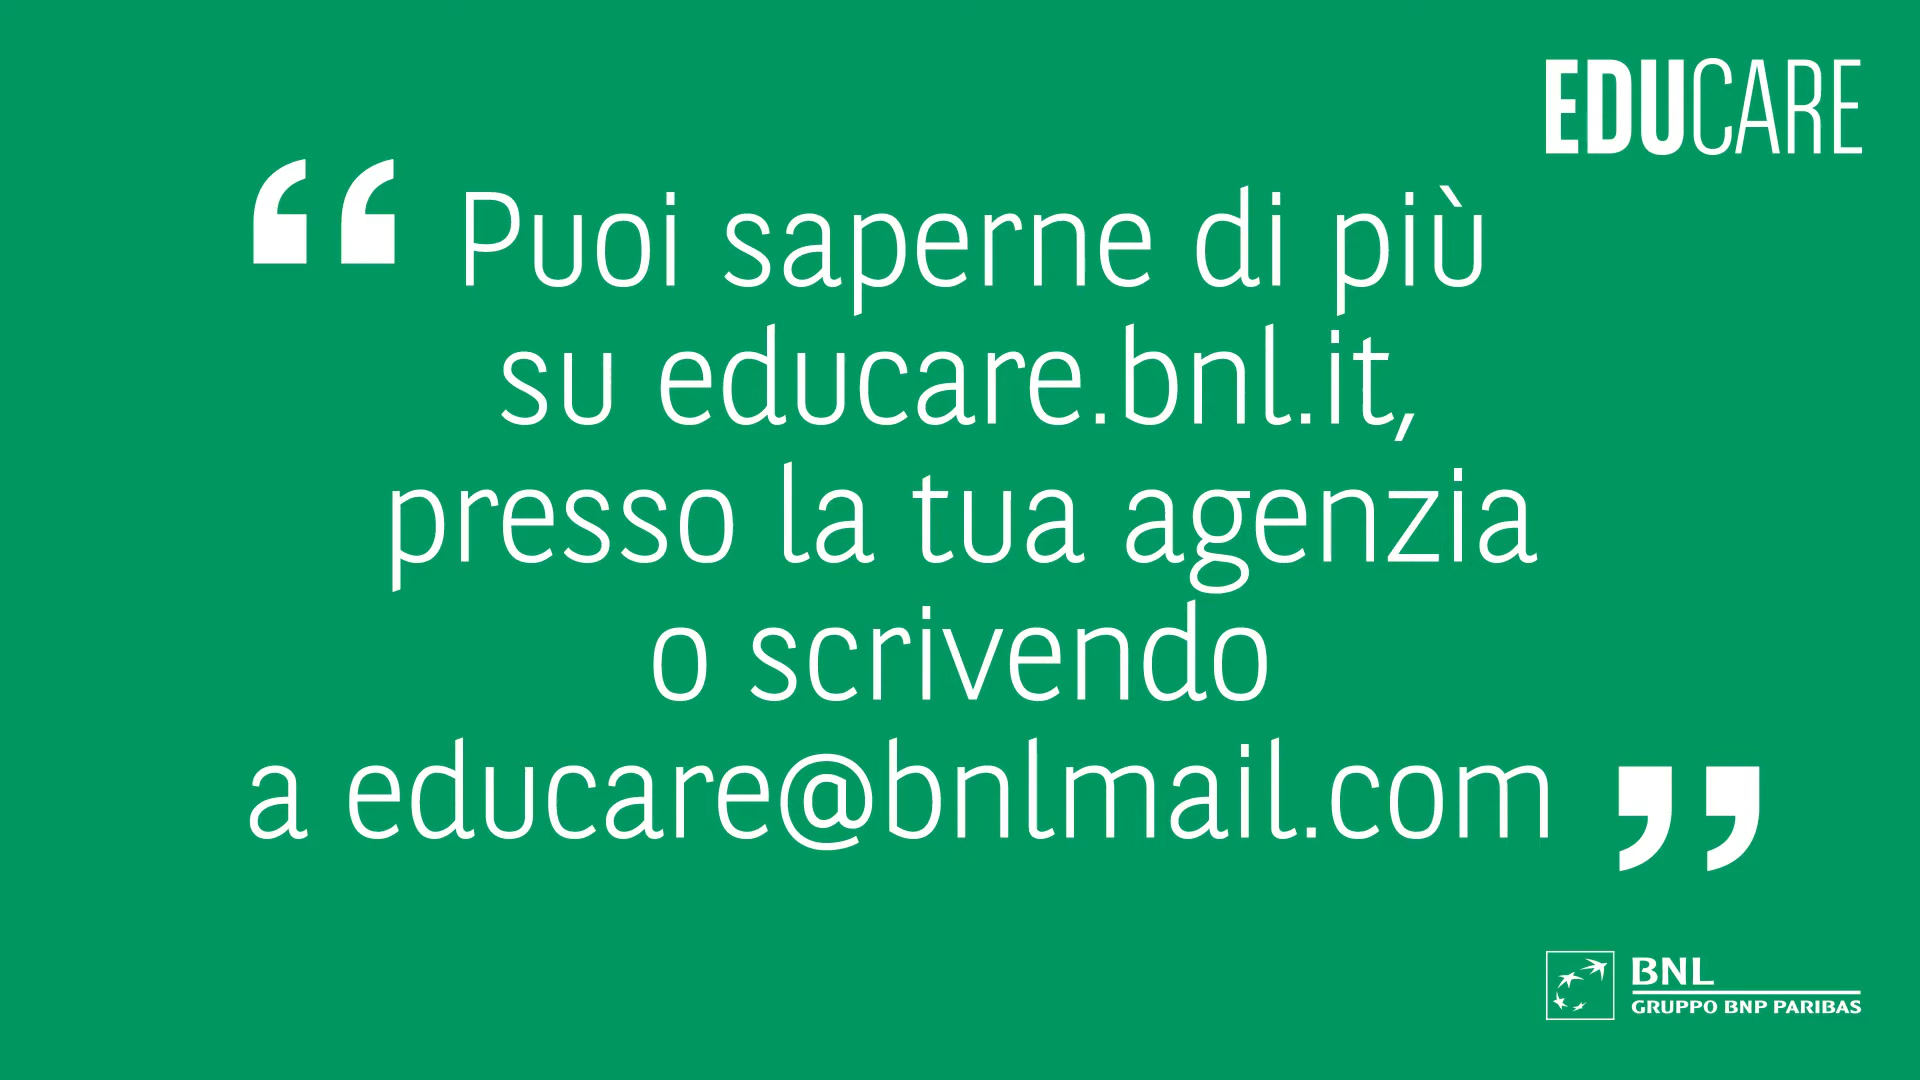 EDUCARE
“ Puoi saperne di più
su educare.bnl.it,
presso la tua agenzia
o scrivendo
a educare@bnlmail.com ”
BNL
GRUPPO BNP PARIBAS